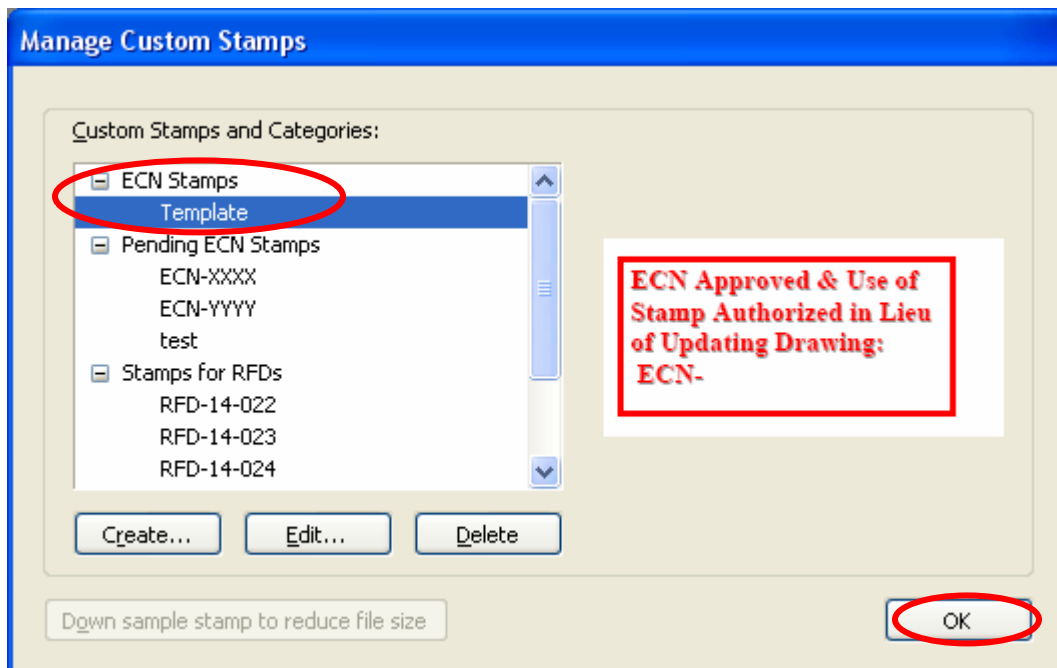 Manage Custom Stamps
Custom Stamps and Categories:
ECN Stamps
Template
Pending ECN Stamps
ECN-XXXX
ECN-YYYY
test
Stamps for RFDs
RFD-14-022
RFD-14-023
RFD-14-024
ECN Approved & Use of
Stamp Authorized in Lieu
of Updating Drawing:
ECN-
Create... Edit... Delete
Down sample stamp to reduce file size
OK